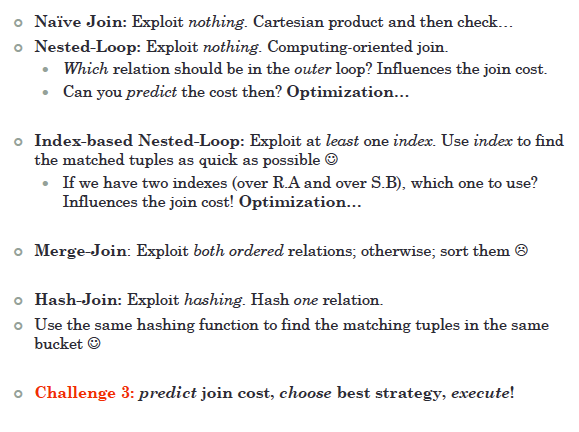 Naïve Join: Exploit nothing. Cartesian product and then check…
Nested-Loop: Exploit nothing. Computing-oriented join.
Which relation should be in the outer loop? Influences the join cost.
Can you predict the cost then? Optimization…
Index-based Nested-Loop: Exploit at least one index. Use index to find
the matched tuples as quick as possible ☺
If we have two indexes (over R.A and over S.B), which one to use?
Influences the join cost! Optimization…
Merge-Join: Exploit both ordered relations; otherwise; sort them ☹
Hash-Join: Exploit hashing. Hash one relation.
Use the same hashing function to find the matching tuples in the same
bucket ☺
Challenge 3: predict join cost, choose best strategy, execute!